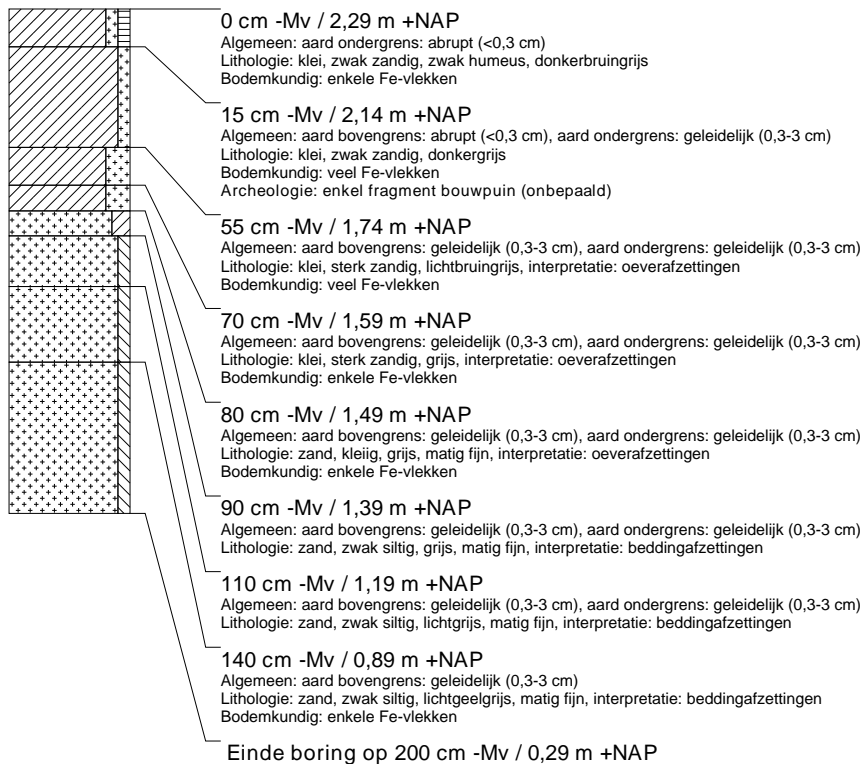 0 cm -Mv / 2,29 m +NAP
Algemeen: aard ondergrens: abrupt (<0,3 cm)
Lithologie: klei, zwak zandig, zwak humeus, donkerbruingrijs
Bodemkundig: enkele Fe-vlekken
15 cm -Mv / 2,14 m +NAP
Algemeen: aard bovengrens: abrupt (<0,3 cm), aard ondergrens: geleidelijk (0,3-3 cm)
Lithologie: klei, zwak zandig, donkergrijs
Bodemkundig: veel Fe-vlekken
Archeologie: enkel fragment bouwpuin (onbepaald)
55 cm -Mv / 1,74 m +NAP
Algemeen: aard bovengrens: geleidelijk (0,3-3 cm), aard ondergrens: geleidelijk (0,3-3 cm)
Lithologie: klei, sterk zandig, lichtbruingrijs, interpretatie: oeverafzettingen
Bodemkundig: veel Fe-vlekken
70 cm -Mv / 1,59 m +NAP
Algemeen: aard bovengrens: geleidelijk (0,3-3 cm), aard ondergrens: geleidelijk (0,3-3 cm)
Lithologie: klei, sterk zandig, grijs, interpretatie: oeverafzettingen
Bodemkundig: enkele Fe-vlekken
80 cm -Mv / 1,49 m +NAP
Algemeen: aard bovengrens: geleidelijk (0,3-3 cm), aard ondergrens: geleidelijk (0,3-3 cm)
Lithologie: zand, kleiig, grijs, matig fijn, interpretatie: oeverafzettingen
Bodemkundig: enkele Fe-vlekken
90 cm -Mv / 1,39 m +NAP
Algemeen: aard bovengrens: geleidelijk (0,3-3 cm), aard ondergrens: geleidelijk (0,3-3 cm)
Lithologie: zand, zwak siltig, grijs, matig fijn, interpretatie: beddingafzettingen
110 cm -Mv / 1,19 m +NAP
Algemeen: aard bovengrens: geleidelijk (0,3-3 cm), aard ondergrens: geleidelijk (0,3-3 cm)
Lithologie: zand, zwak siltig, lichtgrijs, matig fijn, interpretatie: beddingafzettingen
140 cm -Mv / 0,89 m +NAP
Algemeen: aard bovengrens: geleidelijk (0,3-3 cm)
Lithologie: zand, zwak siltig, lichtgeelgrijs, matig fijn, interpretatie: beddingafzettingen
Bodemkundig: enkele Fe-vlekken
Einde boring op 200 cm -Mv / 0,29 m +NAP